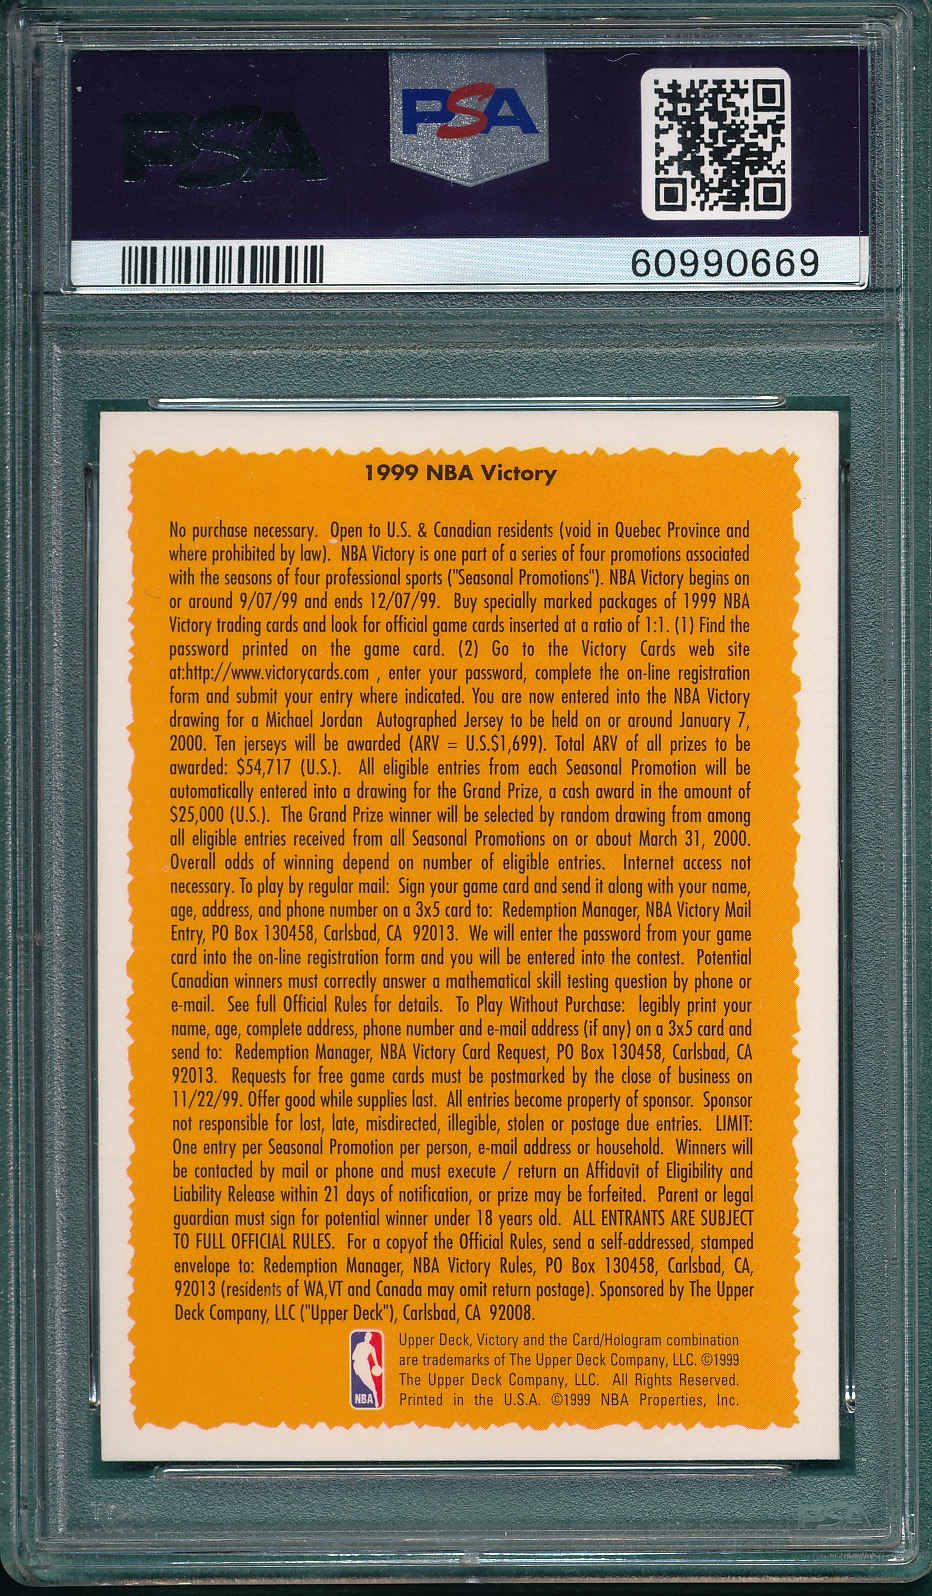 PSA
PSA
60990669
1999 NBA Victory
No purchase necessary. Open to U.S. & Canadian residents (void in Quebec Province and
where prohibited by law). NBA Victory is one part of a series of four promotions associated
with the seasons of four professional sports ("Seasonal Promotions"). NBA Victory begins on
or around 9/07/99 and ends 12/07/99. Buy specially marked packages of 1999 NBA
Victory trading cards and look for official game cards inserted at a ratio of 1:1. (1) Find the
password printed on the game card. (2) Go to the Victory Cards web site
at:http://www.victorycards.com , enter your password, complete the on-line registration
form and submit your entry where indicated. You are now entered into the NBA Victory
drawing for a Michael Jordan Autographed Jersey to be held on or around January 7,
2000. Ten jerseys will be awarded (ARV = U.S.$1,699). Total ARV of all prizes to be
awarded: $54,717 (U.S.). All eligible entries from each Seasonal Promotion will be
automatically entered into a drawing for the Grand Prize, a cash award in the amount of
$25,000 (U.S.). The Grand Prize winner will be selected by random drawing from among
all eligible entries received from all Seasonal Promotions on or about March 31, 2000.
Overall odds of winning depend on number of eligible entries. Internet access not
necessary. To play by regular mail: Sign your game card and send it along with your name,
age, address, and phone number on a 3x5 card to: Redemption Manager, NBA Victory Mail
Entry, PO Box 130458, Carlsbad, CA 92013. We will enter the password from your game
card into the on-line registration form and you will be entered into the contest. Potential
Canadian winners must correctly answer a mathematical skill testing question by phone or
e-mail. See full Official Rules for details. To Play Without Purchase: legibly print your
name, age, complete address, phone number and e-mail address (if any) on a 3x5 card and
send to: Redemption Manager, NBA Victory Card Request, PO Box 130458, Carlsbad, CA
92013. Requests for free game cards must be postmarked by the close of business on
11/22/99. Offer good while supplies last. All entries become property of sponsor. Sponsor
not responsible for lost, late, misdirected, illegible, stolen or postage due entries. LIMIT:
One entry per Seasonal Promotion per person, e-mail address or household. Winners will
be contacted by mail or phone and must execute / return an Affidavit of Eligibility and
Liability Release within 21 days of notification, or prize may be forfeited. Parent or legal
guardian must sign for potential winner under 18 years old. ALL ENTRANTS ARE SUBJECT
TO FULL OFFICIAL RULES. For a copyof the Official Rules, send a self-addressed, stamped
envelope to: Redemption Manager, NBA Victory Rules, PO Box 130458, Carlsbad, CA,
92013 (residents of WA,VT and Canada may omit return postage). Sponsored by The Upper
Deck Company, LLC ("Upper Deck"), Carlsbad, CA 92008.
NBA
Upper Deck, Victory and the Card/Hologram combination
are trademarks of The Upper Deck Company, LLC. ©1999
The Upper Deck Company, LLC. All Rights Reserved.
Printed in the U.S.A. ©1999 NBA Properties, Inc.
PSA